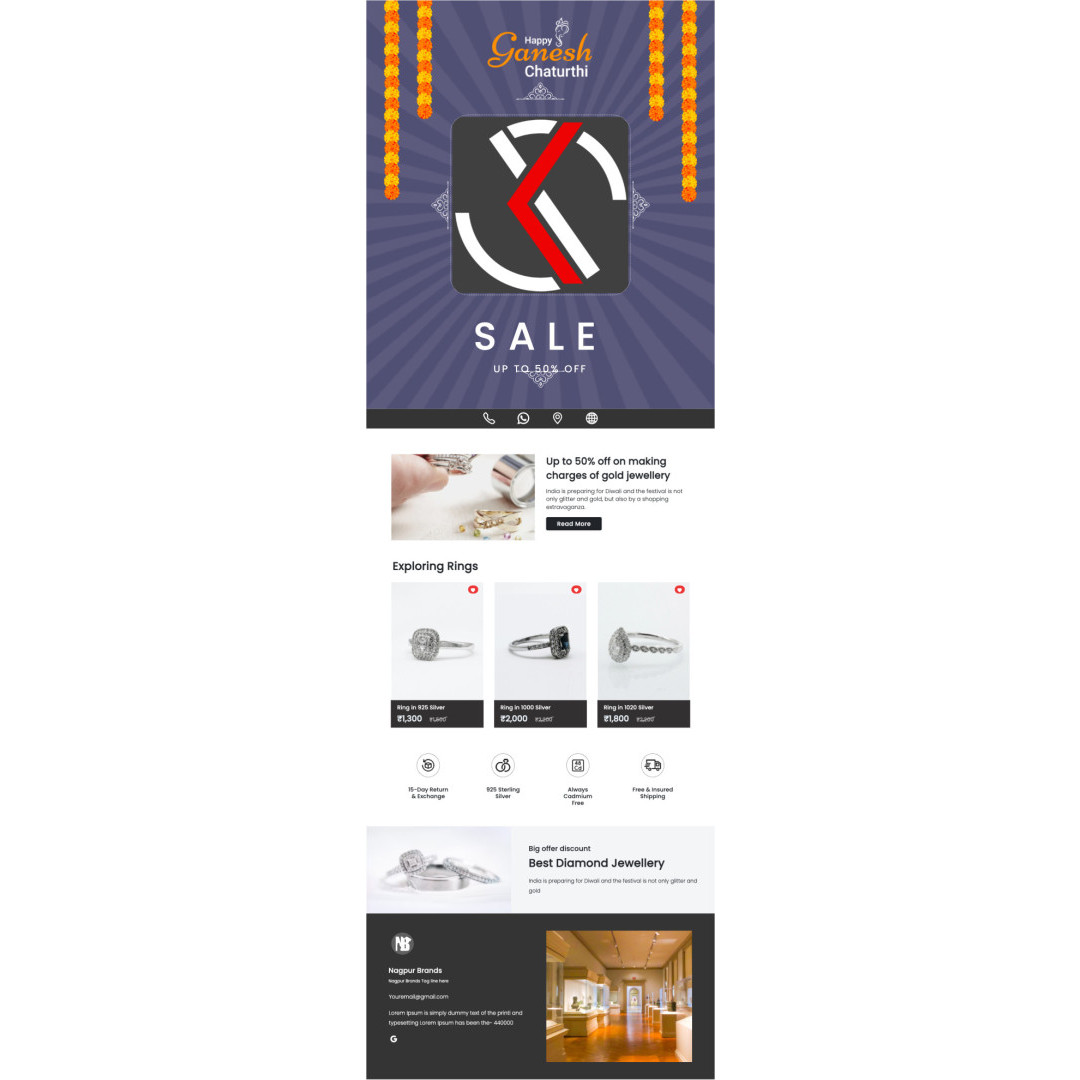 Happy
Ganesh
Chaturthi
SALE
UP TO 50% OFF
Up to 50% off on making
charges of gold jewellery
India is preparing for Diwali and the festival is not
only glitter and gold, but also by a shopping
extravaganza.
Read More
Exploring Rings
Ring in 925 Silver
₹1,300
Ring in 1000 Silver
₹2,000
Ring in 1020 Silver
₹1,800
15-Day Return
& Exchange
925 Sterling
Silver
48
Cd
Always
Cadmium
Free
Free & Insured
Shipping
Big offer discount
Best Diamond Jewellery
India is preparing for Diwali and the festival is not only glitter and
gold
NB
Nagpur Brands
Nagpur Brands Tag line here
Youremail@gmail.com
Lorem Ipsum is simply dummy text of the printi and
typesetting Lorem Ipsum has been the- 440000
G